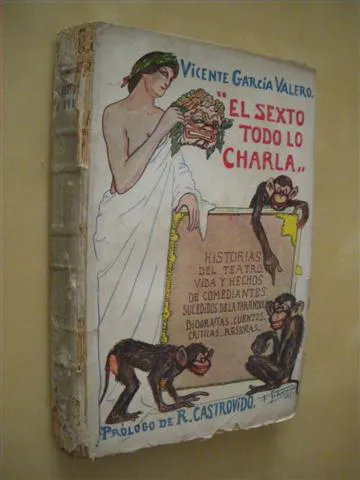 VICENTE GARCÍA VALERO.
"EL SEXTO
TODO LO
CHARLA"
HISTORIAS
DEL TEATRO.
VIDA Y HECHOS
DE COMEDIANTES
SUCEDIDOS DE LA FARÁNDULA
BIOGRAFÍAS. CUENTOS.
CRÍTICAS. RESEÑAS.
PRÓLOGO DE R. CASTROVIDO.